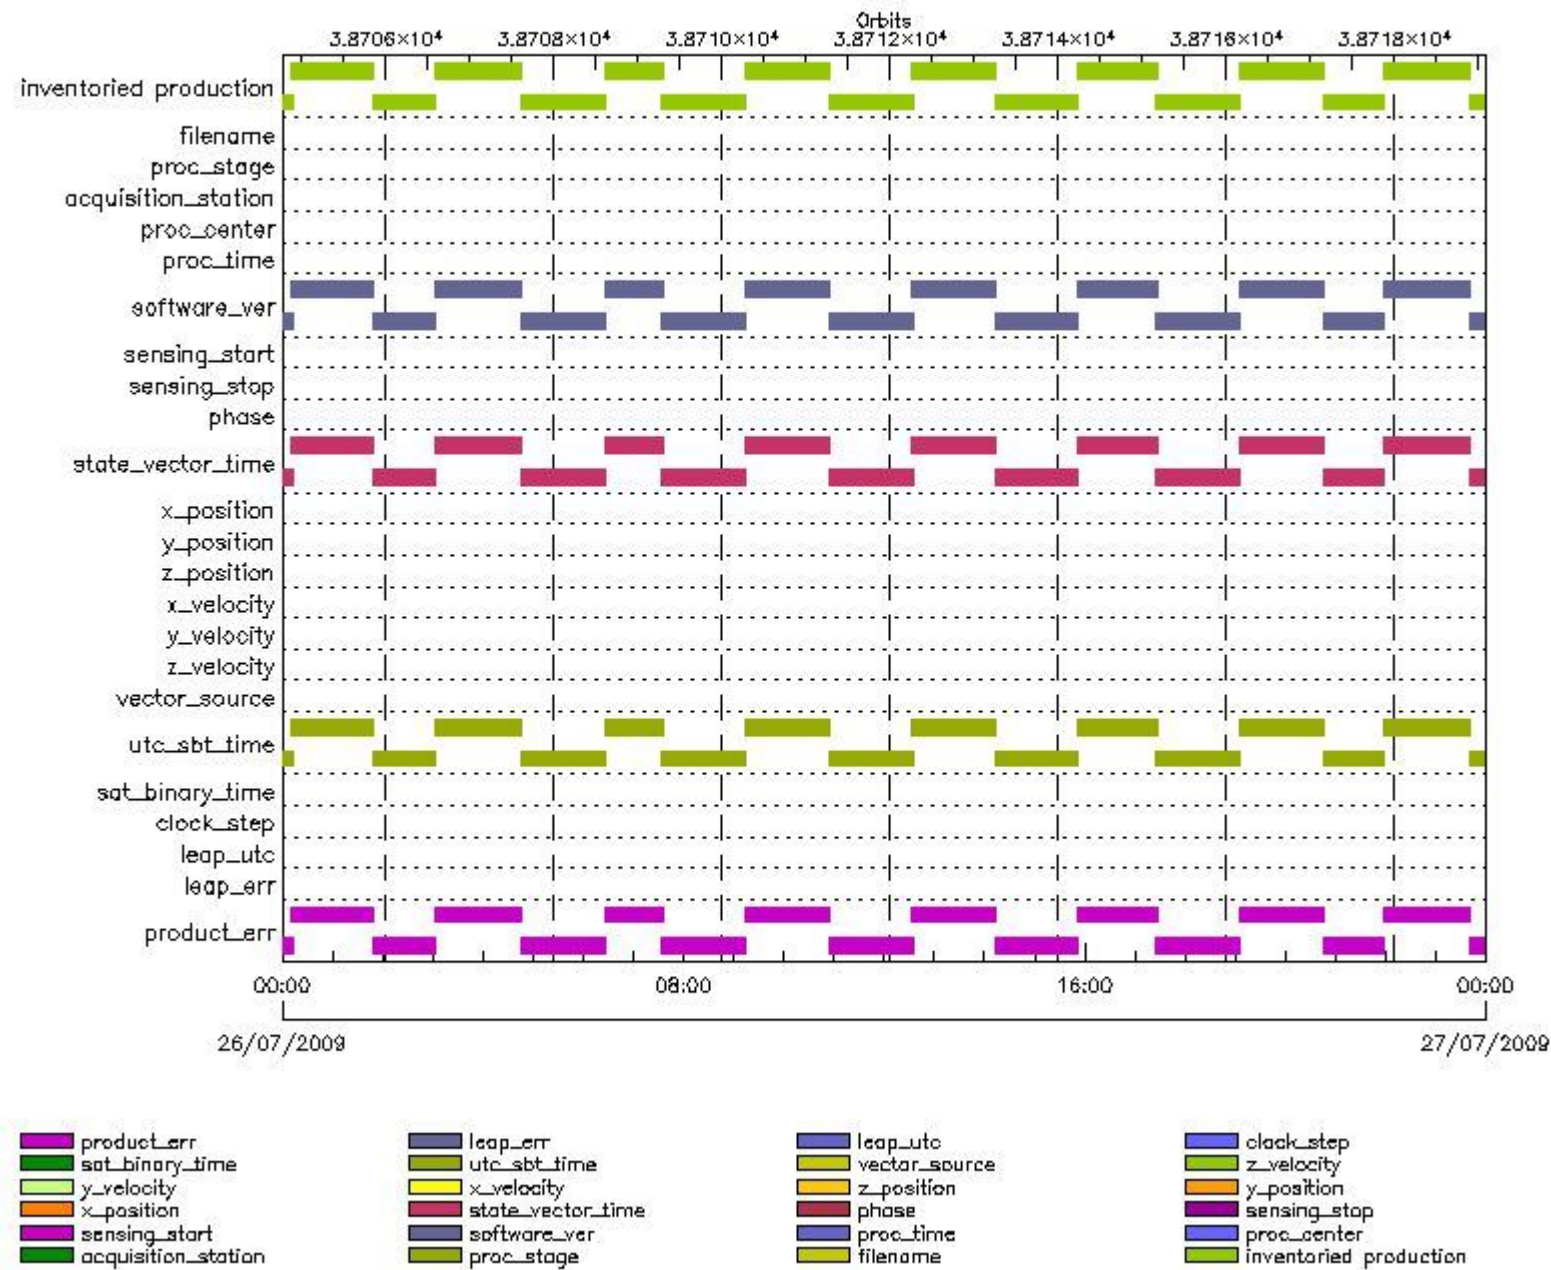 Orbits
3.8706×10⁴ 3.8708×10⁴ 3.8710×10⁴ 3.8712×10⁴ 3.8714×10⁴ 3.8716×10⁴ 3.8718×10⁴
inventoried production
filename
proc_stage
acquisition_station
proc_center
proc_time
software_ver
sensing_start
sensing_stop
phase
state_vector_time
x_position
y_position
z_position
x_velocity
y_velocity
z_velocity
vector_source
utc_sbt_time
sat_binary_time
clock_step
leap_utc
leap_err
product_err
00:00 08:00 16:00 00:00
26/07/2009 27/07/2009
product_err leap_err leap_utc clock_step
sat_binary_time utc_sbt_time vector_source z_velocity
y_velocity x_velocity z_position y_position
x_position state_vector_time phase sensing_stop
sensing_start software_ver proc_time proc_center
acquisition_station proc_stage filename inventoried production